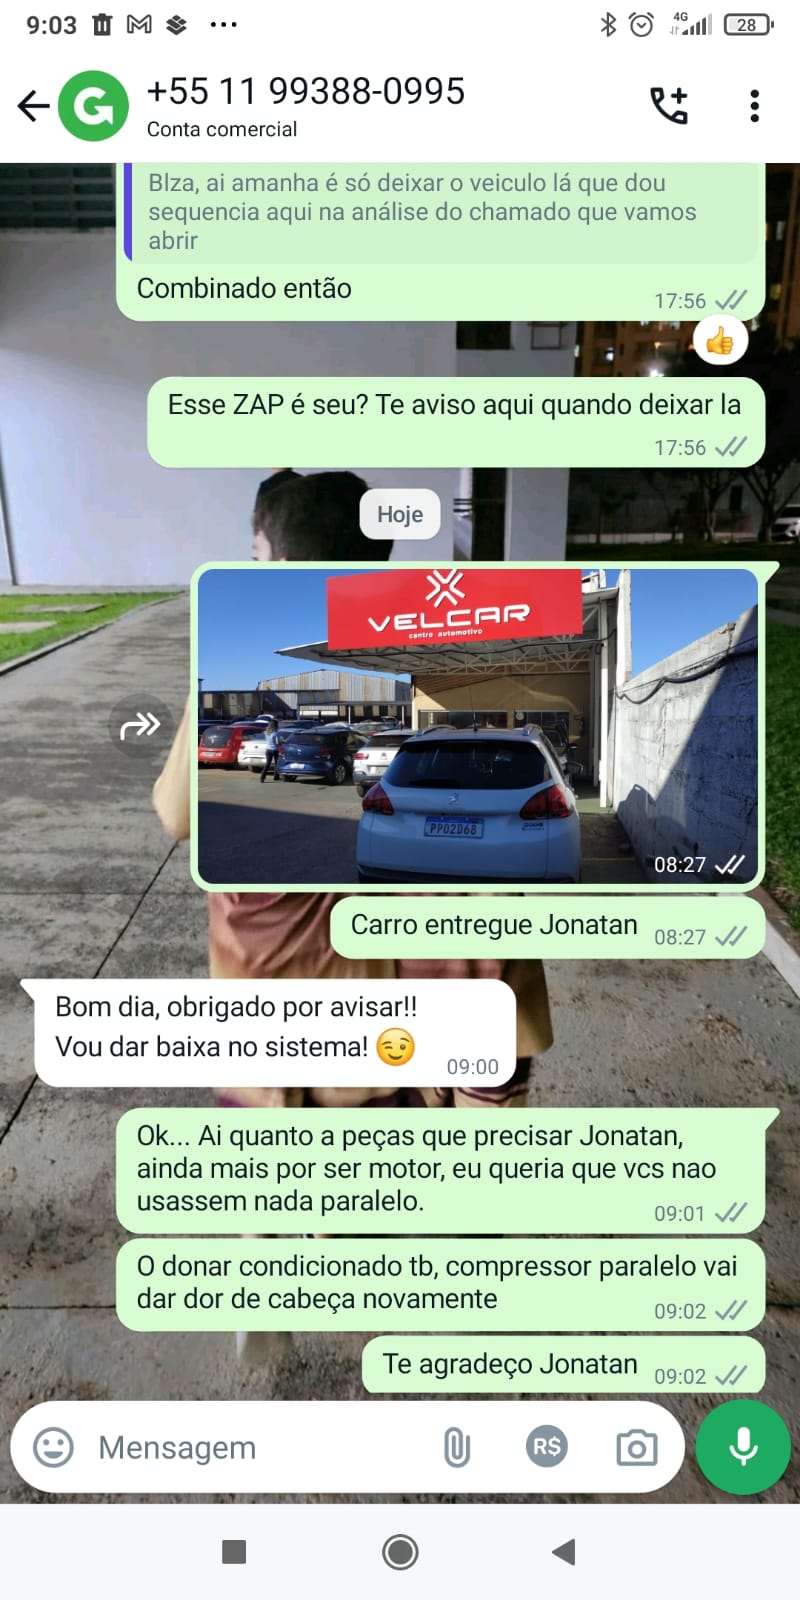 9:03
4G
28
+55 11 99388-0995
Conta comercial
Blza, ai amanha é só deixar o veiculo lá que dou
sequencia aqui na análise do chamado que vamos
abrir
Combinado então
17:56
Esse ZAP é seu? Te aviso aqui quando deixar la
17:56
Hoje
VELCAR
centro automotivo
PPO2D68
2008
08:27
Carro entregue Jonatan
08:27
Bom dia, obrigado por avisar!!
Vou dar baixa no sistema! 😉
09:00
Ok... Ai quanto a peças que precisar Jonatan,
ainda mais por ser motor, eu queria que vcs nao
usassem nada paralelo.
09:01
O donar condicionado tb, compressor paralelo vai
dar dor de cabeça novamente
09:02
Te agradeço Jonatan
09:02
Mensagem
R$